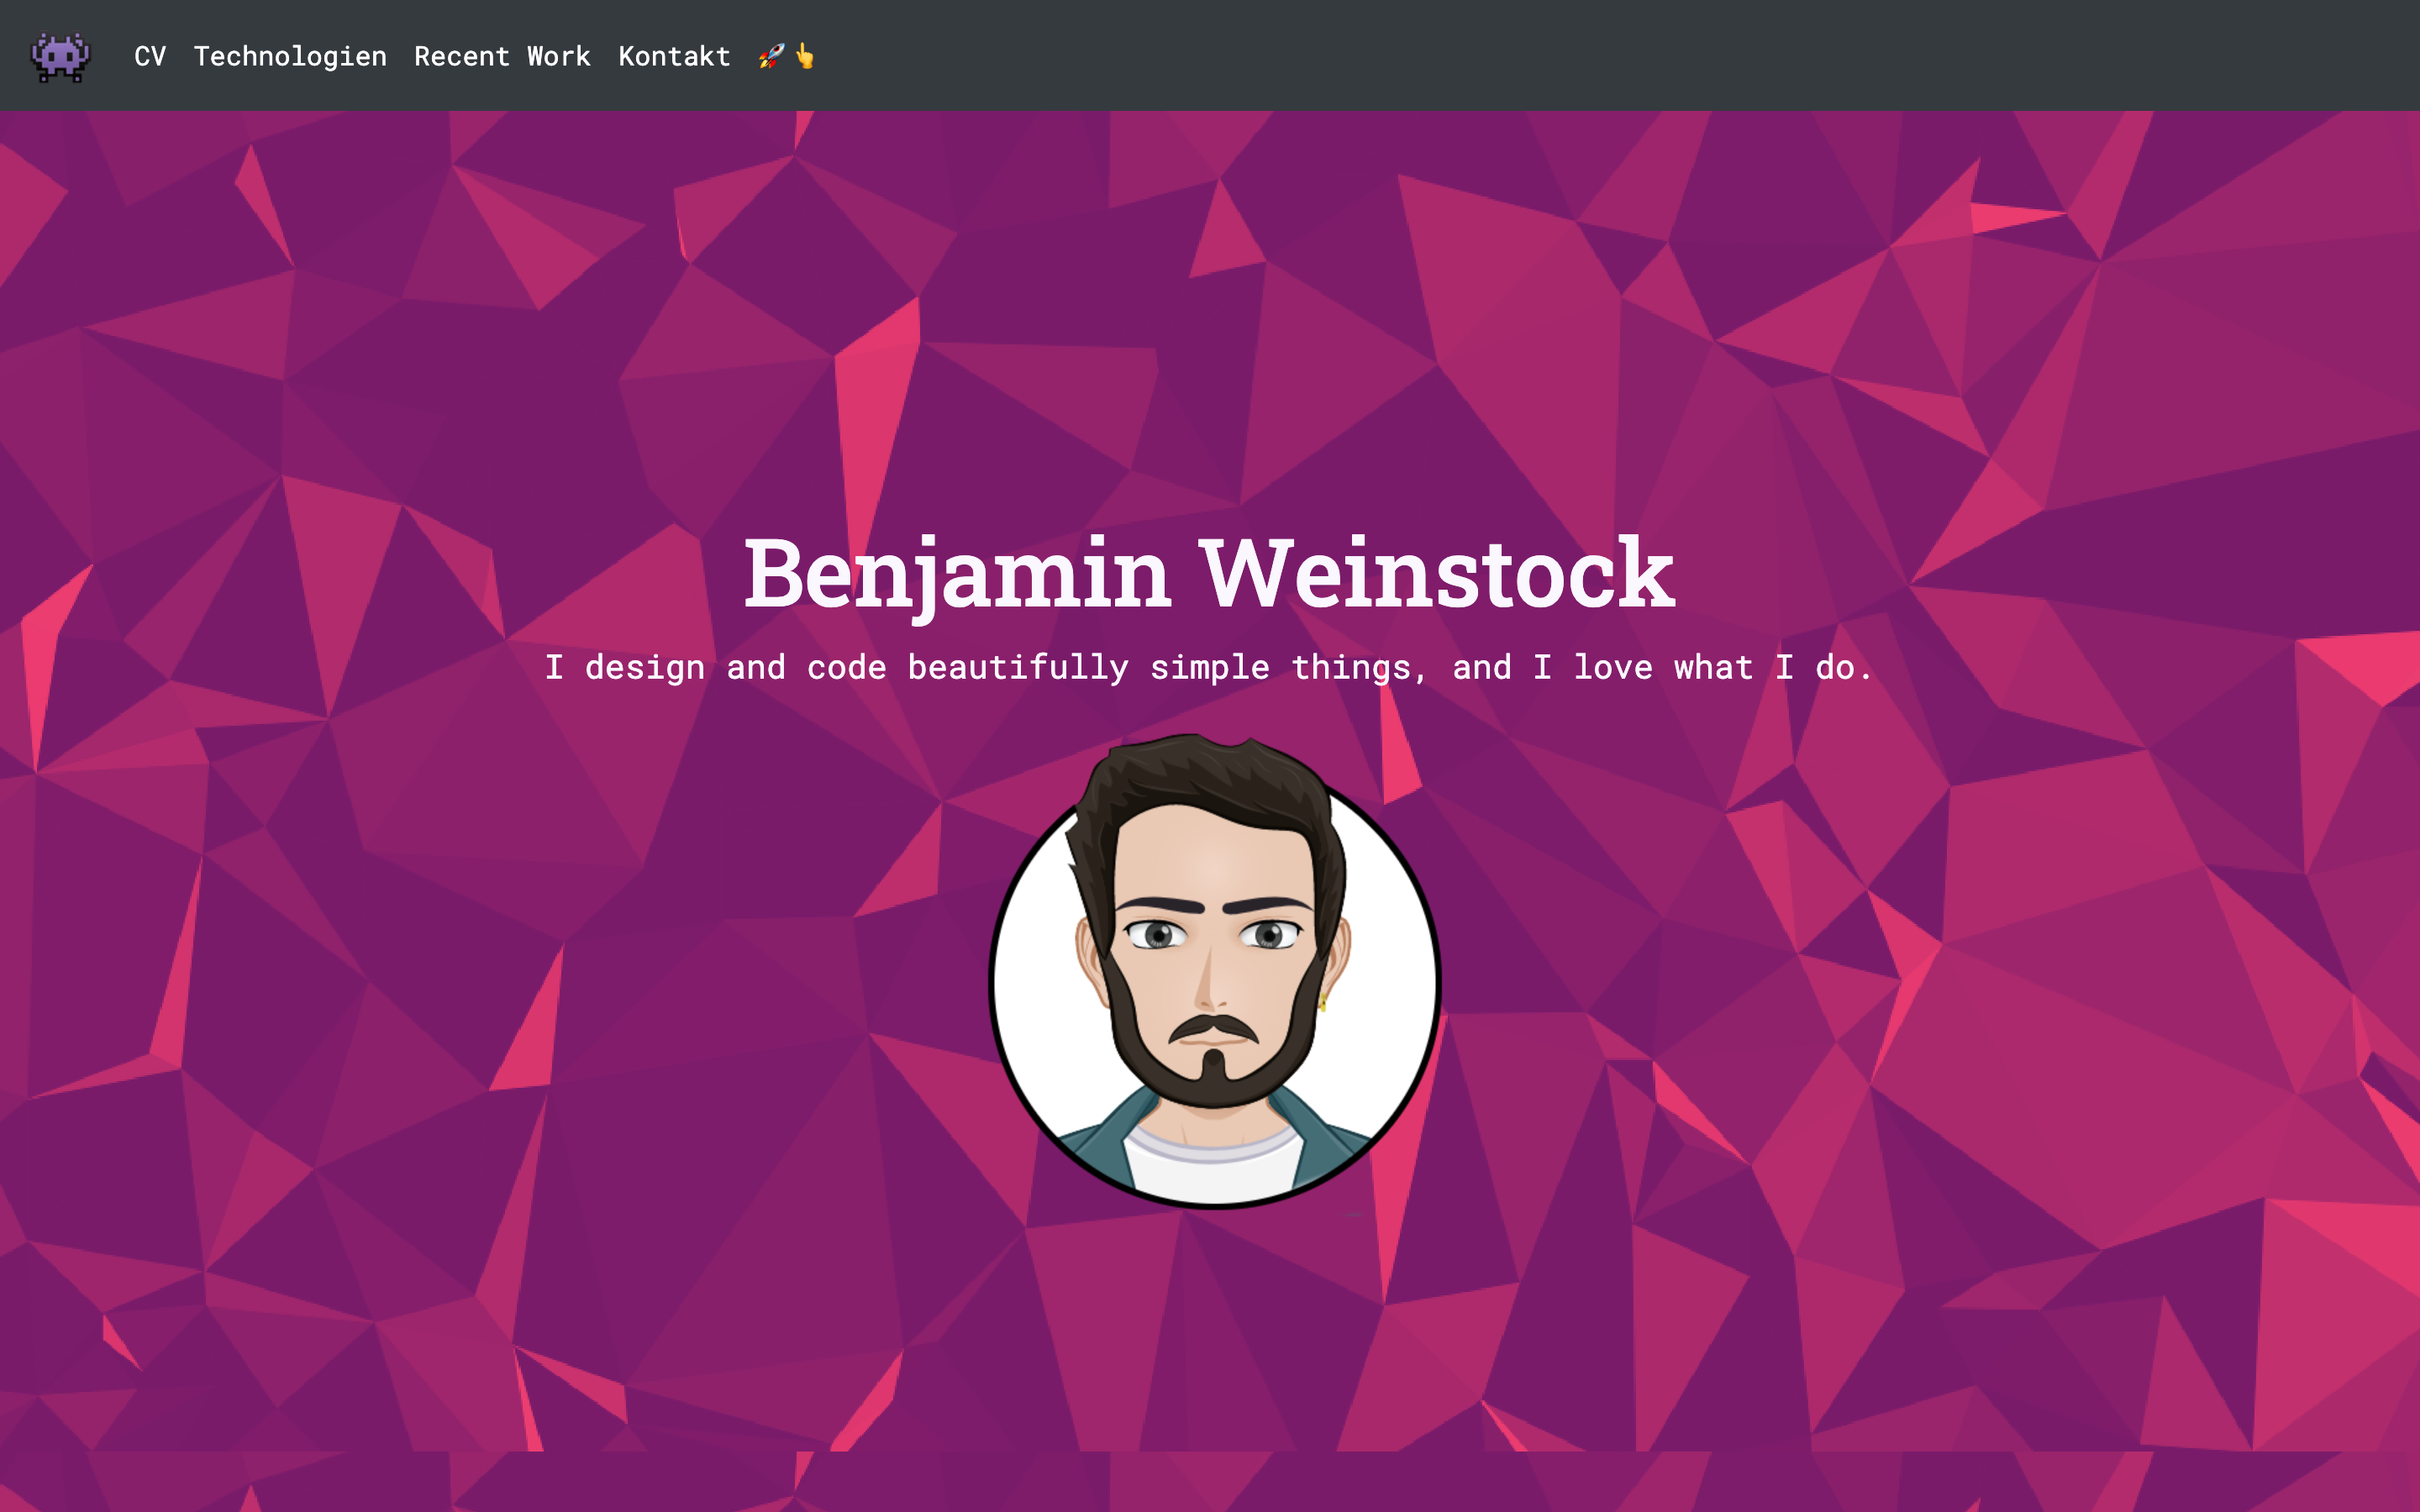 CV Technologien Recent Work Kontakt 🚀👆
Benjamin Weinstock
I design and code beautifully simple things, and I love what I do.